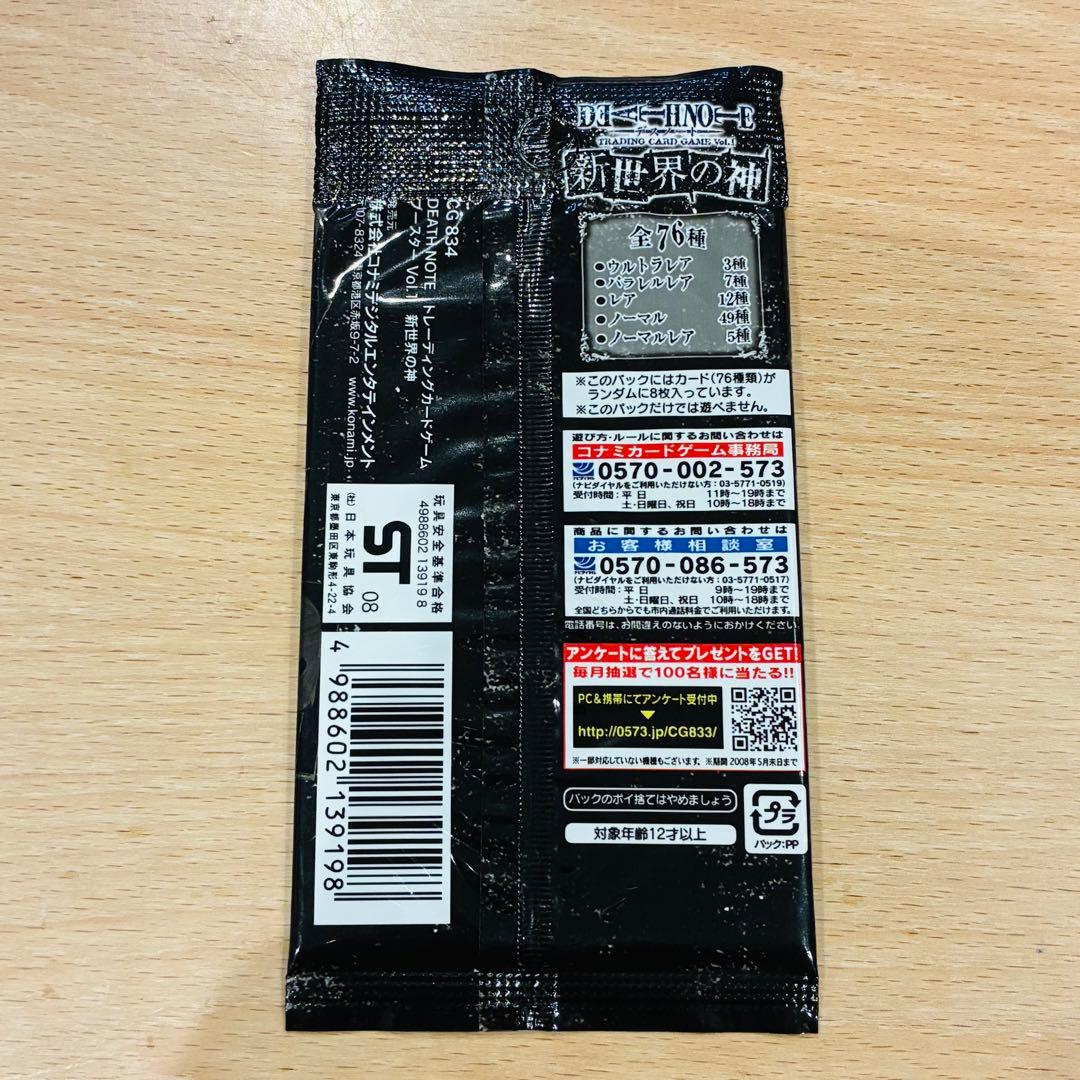 DEATHNOTE
デスノート
TRADING CARD GAME Vol.1
新世界の神
全76種
●ウルトラレア 3種
●パラレルレア 7種
●レア 12種
●ノーマル 49種
●ノーマルレア 5種
※このパックにはカード(76種類)が
ランダムに8枚入っています。
※このパックだけでは遊べません。
遊び方・ルールに関するお問い合わせは
コナミカードゲーム事務局
0570-002-573
(ナビダイヤルをご利用いただけない方:03-5771-0519)
受付時間:平日 11時~19時まで
土・日曜日、祝日 10時~18時まで
商品に関するお問い合わせは
お客様相談室
0570-086-573
(ナビダイヤルをご利用いただけない方:03-5771-0517)
受付時間:平日 9時~19時まで
土・日曜日、祝日 10時~18時まで
全国どちらからでも市内通話料金でご利用いただけます。
電話番号は、お間違えのないようにおかけください
アンケートに答えてプレゼントをGET!
毎月抽選で100名様に当たる!!
PC&携帯にてアンケート受付中
http://0573.jp/CG833/
※一部対応していない機種もございます。 ※期間 2008年5月末日まで
パックのポイ捨てはやめましょう
対象年齢12才以上
プラ
パック:PP
CG834
DEATH NOTE トレーディングカードゲーム
ブースター Vol.1 新世界の神
発売元
株式会社コナミデジタルエンタテインメント
107-8324 東京都港区赤坂9-7-2 www.konami.jp
玩具安全基準合格
4988602 13919 8
ST 08
(社)日本玩具協会
東京都墨田区東駒形4-22-4
4 988602 139198